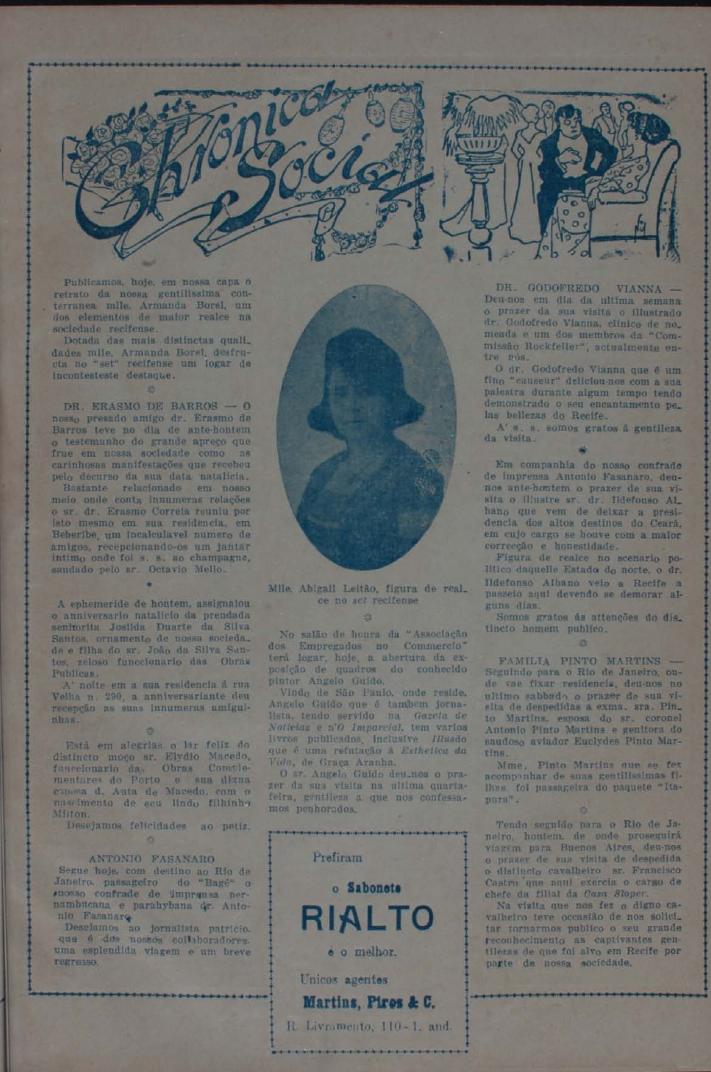 Chronica
Social
Publicamos, hoje, em nossa capa o
retrato da nossa gentilissima con-
terranea mlle. Armanda Borel, um
dos elementos de maior realce na
sociedade recifense.
Dotada das mais distinctas quali_
dades mlle. Armanda Borel, desfru-
cta no "set" recifense um logar de
incontesteste destaque.
DR. ERASMO DE BARROS — O
nosso presado amigo dr. Erasmo de
Barros teve no dia de ante-hontem
o testemunho do grande apreço que
frue em nossa sociedade como as
carinhosas manifestações que recebeu
pelo decurso da sua data natalicia.
Bastante relacionado em nosso
meio onde conta innumeras relações
o sr. dr. Erasmo Correia reuniu por
isto mesmo em sua residencia, em
Beberibe, um incalculavel numero de
amigos, recepcionando-os um jantar
intimo onde foi s. s. ao champagne,
saudado pelo sr. Octavio Mello.
A ephemeride de hontem, assignalou
o anniversario natalicio da prendada
senhorita Josilda Duarte da Silva
Santos, ornamento de nossa socieda_
de e filha do sr. João da Silva San-
tos, zeloso funccionario das Obras
Publicas.
A' noite em a sua residencia á rua
Velha n. 290, a anniversariante deu
recepção as suas innumeras amigui-
nhas.
Está em alegrias o lar feliz do
distincto moço sr. Elydio Macedo,
funccionario das Obras Comple-
mentares do Porto e sua digna
esposa d. Auta de Macedo, com o
nascimento de seu lindo filhinho
Milton.
Desejamos felicidades ao petiz.
ANTONIO FASANARO
Segue hoje, com destino ao Rio de
Janeiro, passageiro do "Bagé" o
nosso confrade de imprensa per-
nambucana e parahybana dr. Anto-
nio Fasanaro
Desejamos ao jornalista patricio,
que é dos nossos collaboradores,
uma esplendida viagem e um breve
regresso.
Mlle. Abigail Leitão, figura de real_
ce no set recifense
No salão de honra da "Associação
dos Empregados no Commercio"
terá logar, hoje, a abertura da ex-
posição de quadros do conhecido
pintor Angelo Guido.
Vindo de São Paulo, onde reside,
Angelo Guido que é tambem jorna-
lista, tendo servido na Gazeta de
Noticias e n'O Imparcial, tem varios
livros publicados, inclusive Illusão
que é uma refutação á Esthetica da
Vida, de Graça Aranha.
O sr. Angelo Guido deu_nos o pra-
zer da sua visita na ultima quarta-
feira, gentileza a que nos confessa-
mos penhorados.
Prefiram
o Sabonete
RIALTO
é o melhor.
Unicos agentes
Martins, Pires & C.
R. Livramento, 110-1. and.
DR. GODOFREDO VIANNA —
Deu-nos em dia da ultima semana
o prazer da sua visita o illustrado
dr. Godofredo Vianna, clinico de no_
meada e um dos membros da "Com-
missão Rockfeller", actualmente en-
tre nós.
O dr. Godofredo Vianna que é um
fino "causeur" deliciou-nos com a sua
palestra durante algum tempo tendo
demonstrado o seu encantamento pe_
las bellezas do Recife.
A' s. s. somos gratos á gentileza
da visita.
Em companhia do nosso confrade
de imprensa Antonio Fasanaro, deu-
nos ante-hontem o prazer de sua vi-
sita o illustre sr. dr. Ildefonso Al_
bano que vem de deixar a presi-
dencia dos altos destinos do Ceará,
em cujo cargo se houve com a maior
correcção e honestidade.
Figura de realce no scenario po-
litico daquelle Estado do norte, o dr.
Ildefonso Albano veio a Recife a
passeio aqui devendo se demorar al-
guns dias.
Somos gratos ás attenções do dis_
tincto homem publico.
FAMILIA PINTO MARTINS —
Seguindo para o Rio de Janeiro, on-
de vae fixar residencia, deu-nos no
ultimo sabbado o prazer de sua vi-
sita de despedidas a exma. sra. Pin_
to Martins, esposa do sr. coronel
Antonio Pinto Martins e genitora do
saudoso aviador Euclydes Pinto Mar-
tins.
Mme. Pinto Martins que se fez
acompanhar de suas gentilissimas fi-
lhas, foi passageira do paquete "Ita-
pura".
Tendo seguido para o Rio de Ja-
neiro, hontem, de onde proseguirá
viagem para Buenos Aires, deu-nos
o prazer de sua visita de despedida
o distincto cavalheiro sr. Francisco
Castro que aqui exercia o cargo de
chefe da filial da Casa Sloper.
Na visita que nos fez o digno ca-
valheiro teve occasião de nos solici_
tar tornarmos publico o seu grande
reconhecimento as captivantes gen-
tilezas de que foi alvo em Recife por
parte de nossa sociedade.